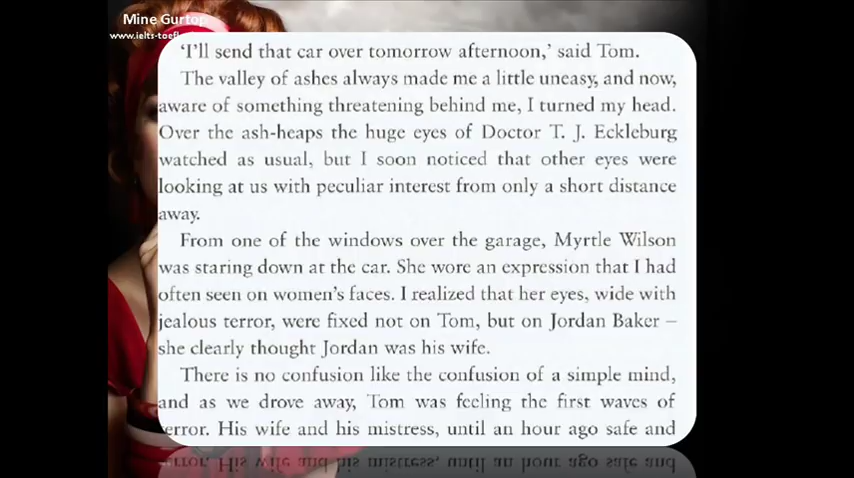 Mine Gurtop
‘I’ll send that car over tomorrow afternoon,’ said Tom.
The valley of ashes always made me a little uneasy, and now,
aware of something threatening behind me, I turned my head.
Over the ash-heaps the huge eyes of Doctor T. J. Eckleburg
watched as usual, but I soon noticed that other eyes were
looking at us with peculiar interest from only a short distance
away.
From one of the windows over the garage, Myrtle Wilson
was staring down at the car. She wore an expression that I had
often seen on women’s faces. I realized that her eyes, wide with
jealous terror, were fixed not on Tom, but on Jordan Baker –
she clearly thought Jordan was his wife.
There is no confusion like the confusion of a simple mind,
and as we drove away, Tom was feeling the first waves of
terror. His wife and his mistress, until an hour ago safe and